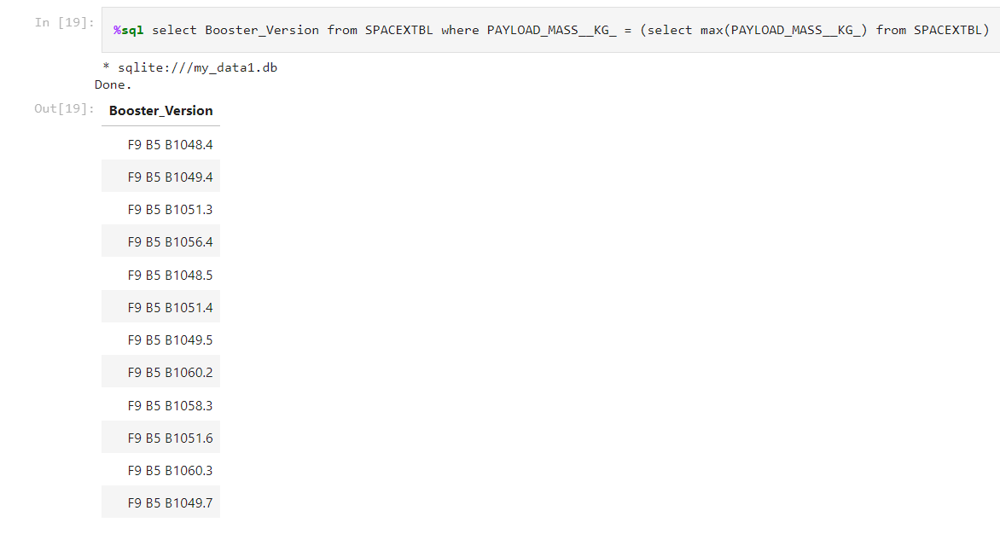 In [19]: %sql select Booster_Version from SPACEXTBL where PAYLOAD_MASS__KG_ = (select max(PAYLOAD_MASS__KG_) from SPACEXTBL)
* sqlite:///my_data1.db
Done.
Out[19]: Booster_Version
F9 B5 B1048.4
F9 B5 B1049.4
F9 B5 B1051.3
F9 B5 B1056.4
F9 B5 B1048.5
F9 B5 B1051.4
F9 B5 B1049.5
F9 B5 B1060.2
F9 B5 B1058.3
F9 B5 B1051.6
F9 B5 B1060.3
F9 B5 B1049.7